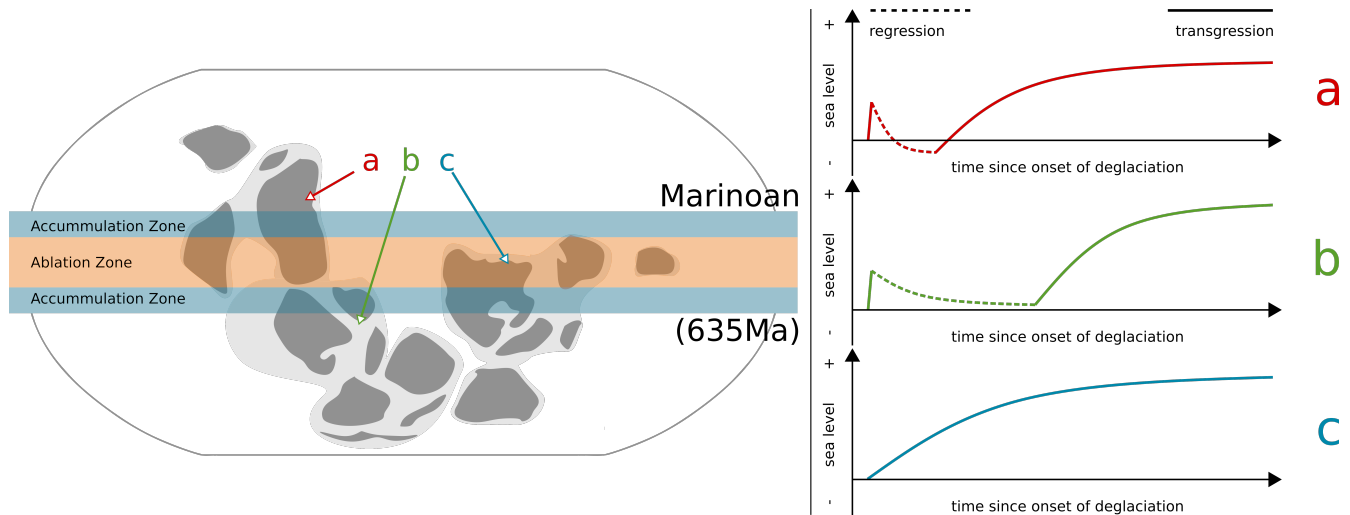 a b c
Marinoan
Accummulation Zone
Ablation Zone
Accummulation Zone
(635Ma)
regression
transgression
+
sea level
-
time since onset of deglaciation
a
+
sea level
-
time since onset of deglaciation
b
+
sea level
-
time since onset of deglaciation
c